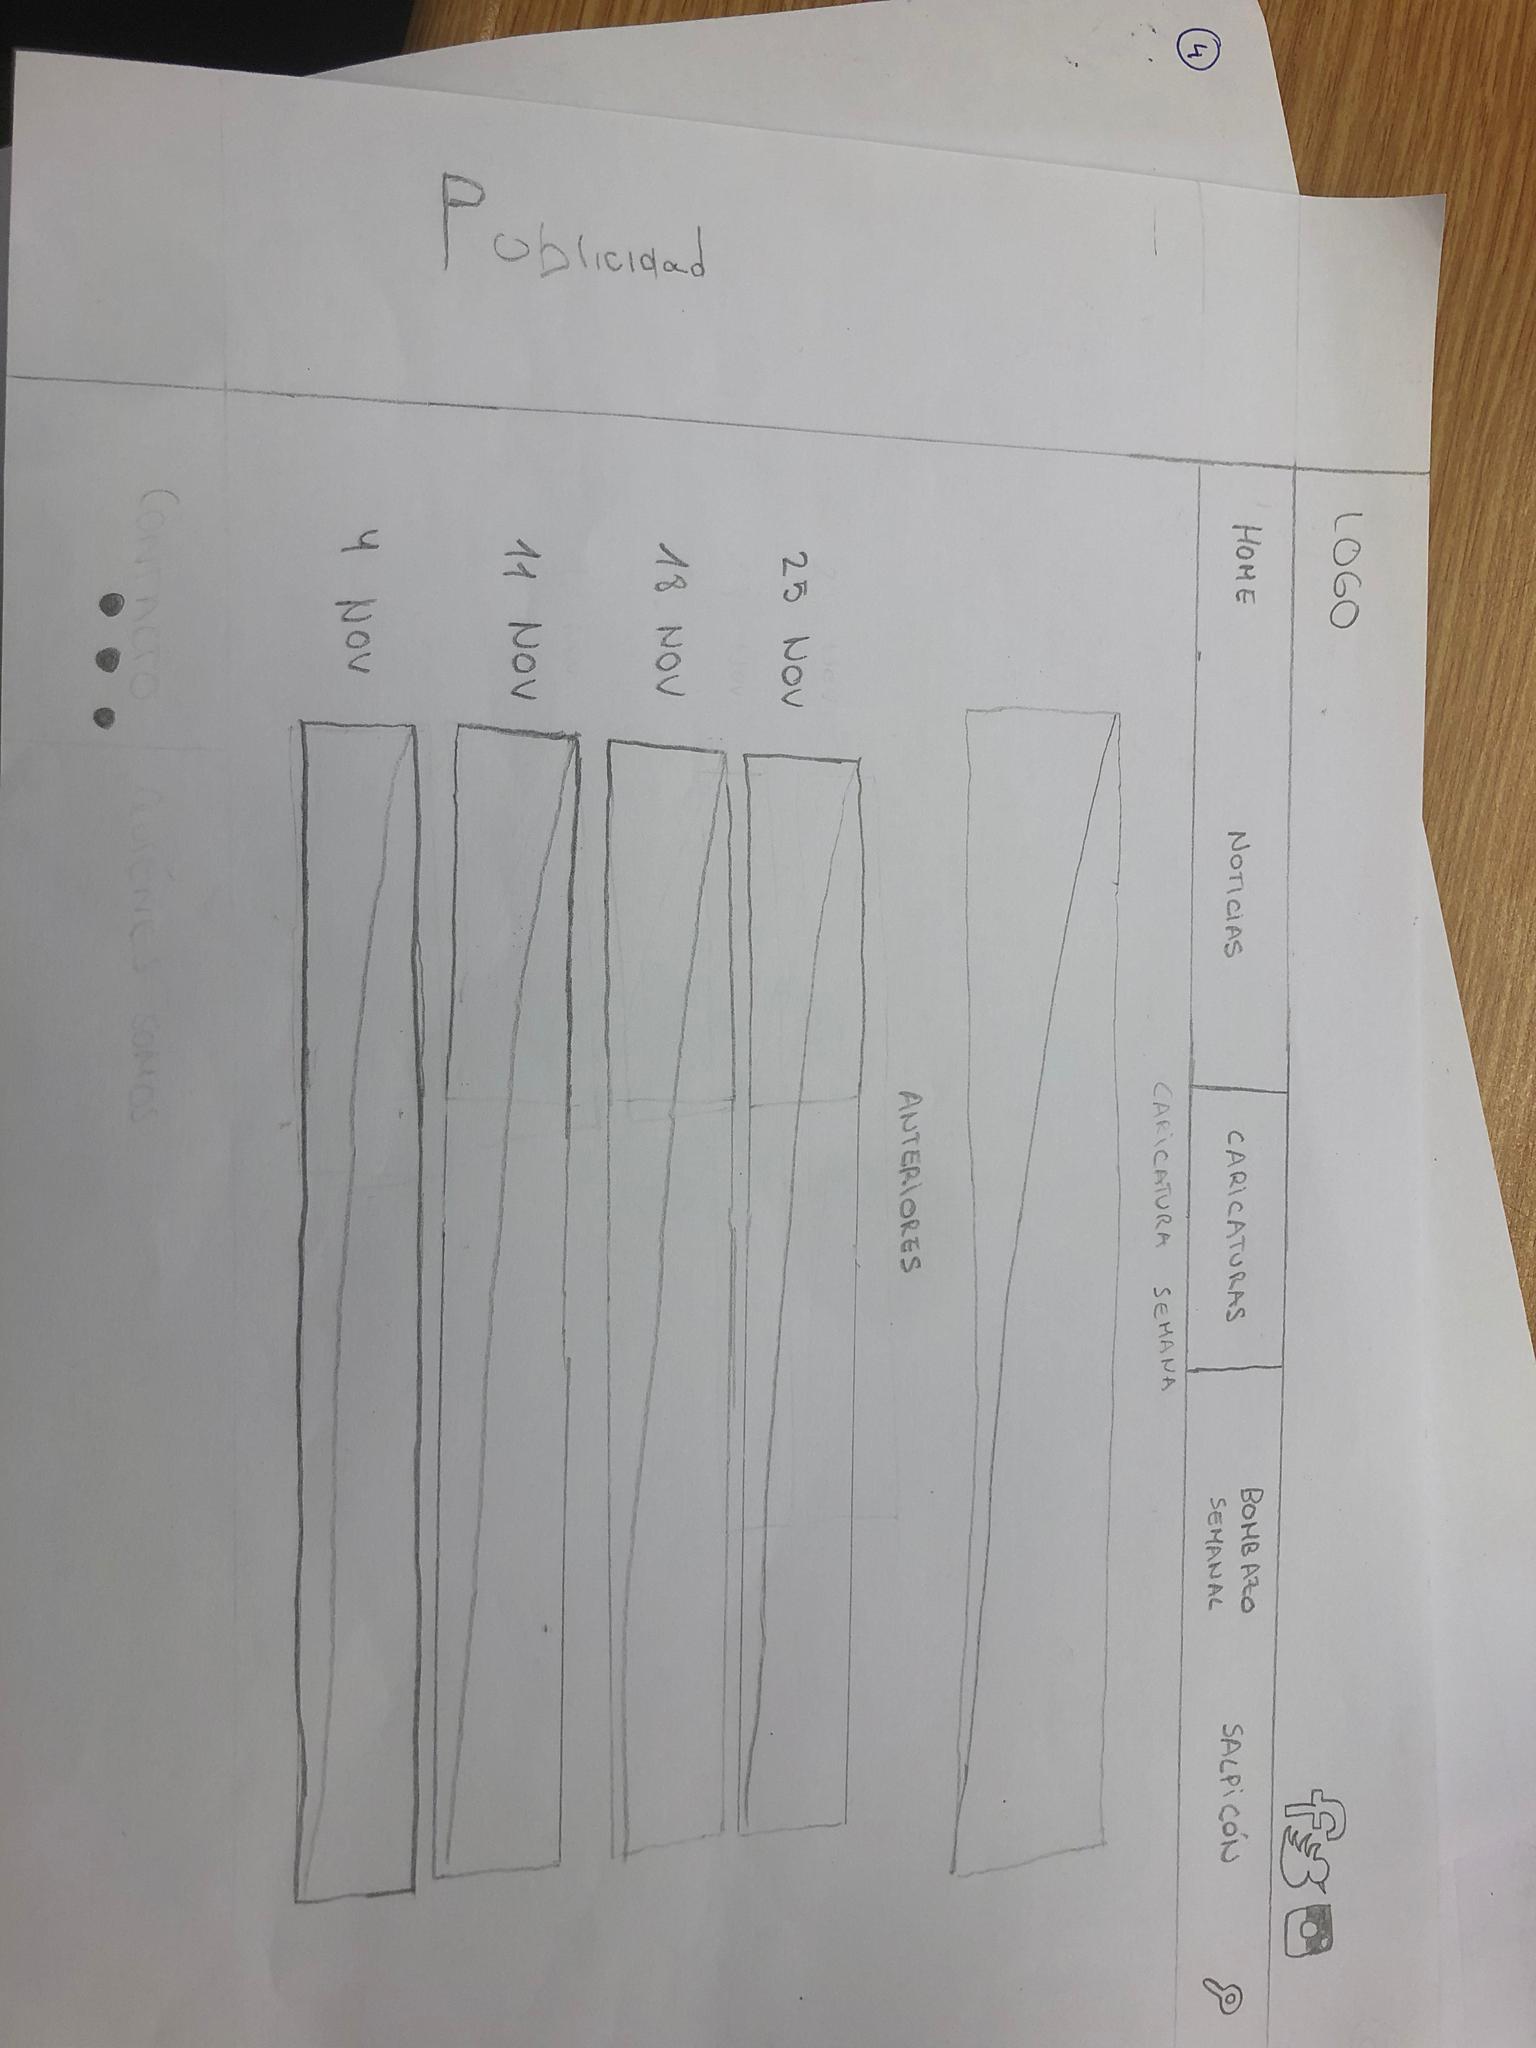 4
LOGO
HOME
NOTICIAS
CARICATURAS
BOMBAZO
SEMANAL
SALPICÓN
CARICATURA SEMANA
ANTERIORES
25 NOV
18 NOV
11 NOV
4 NOV
Publicidad
CONTACTO
QUIÉNES SOMOS